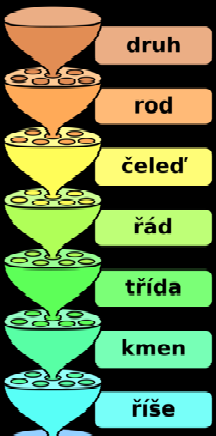 druh
rod
čeleď
řád
třída
kmen
říše